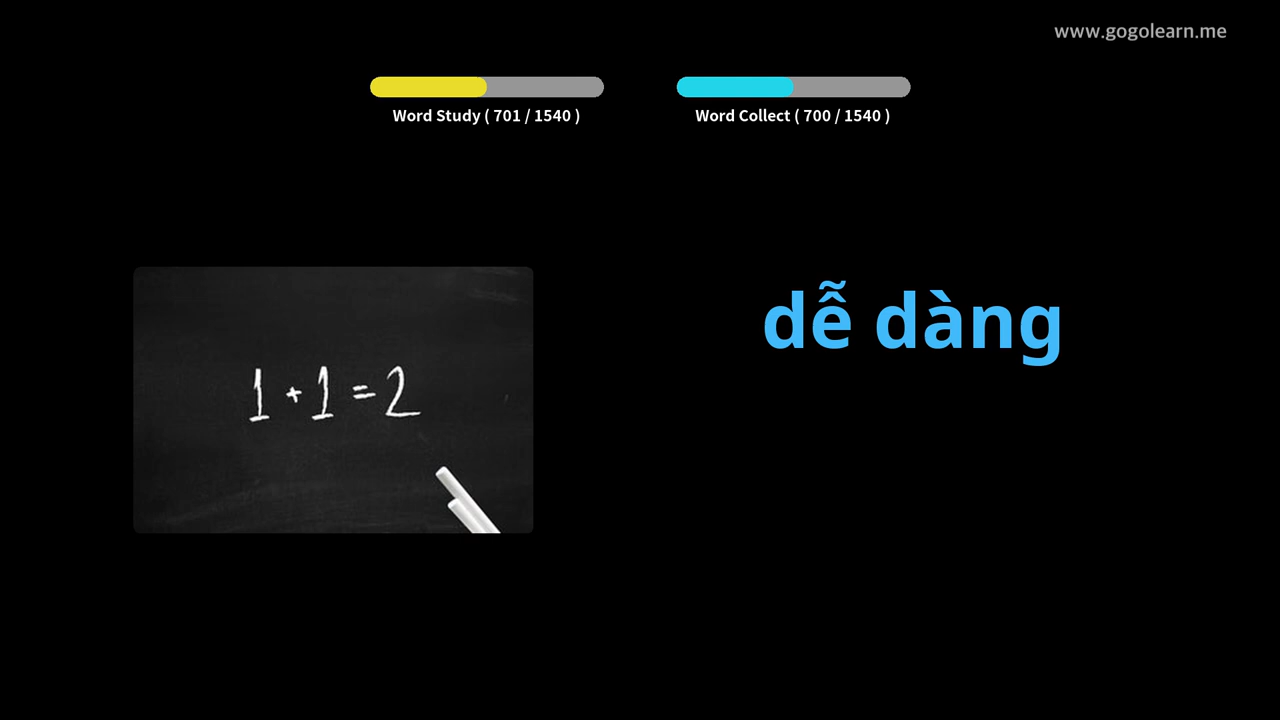 www.gogolearn.me
Word Study ( 701 / 1540 )
Word Collect ( 700 / 1540 )
dễ dàng
1 + 1 = 2